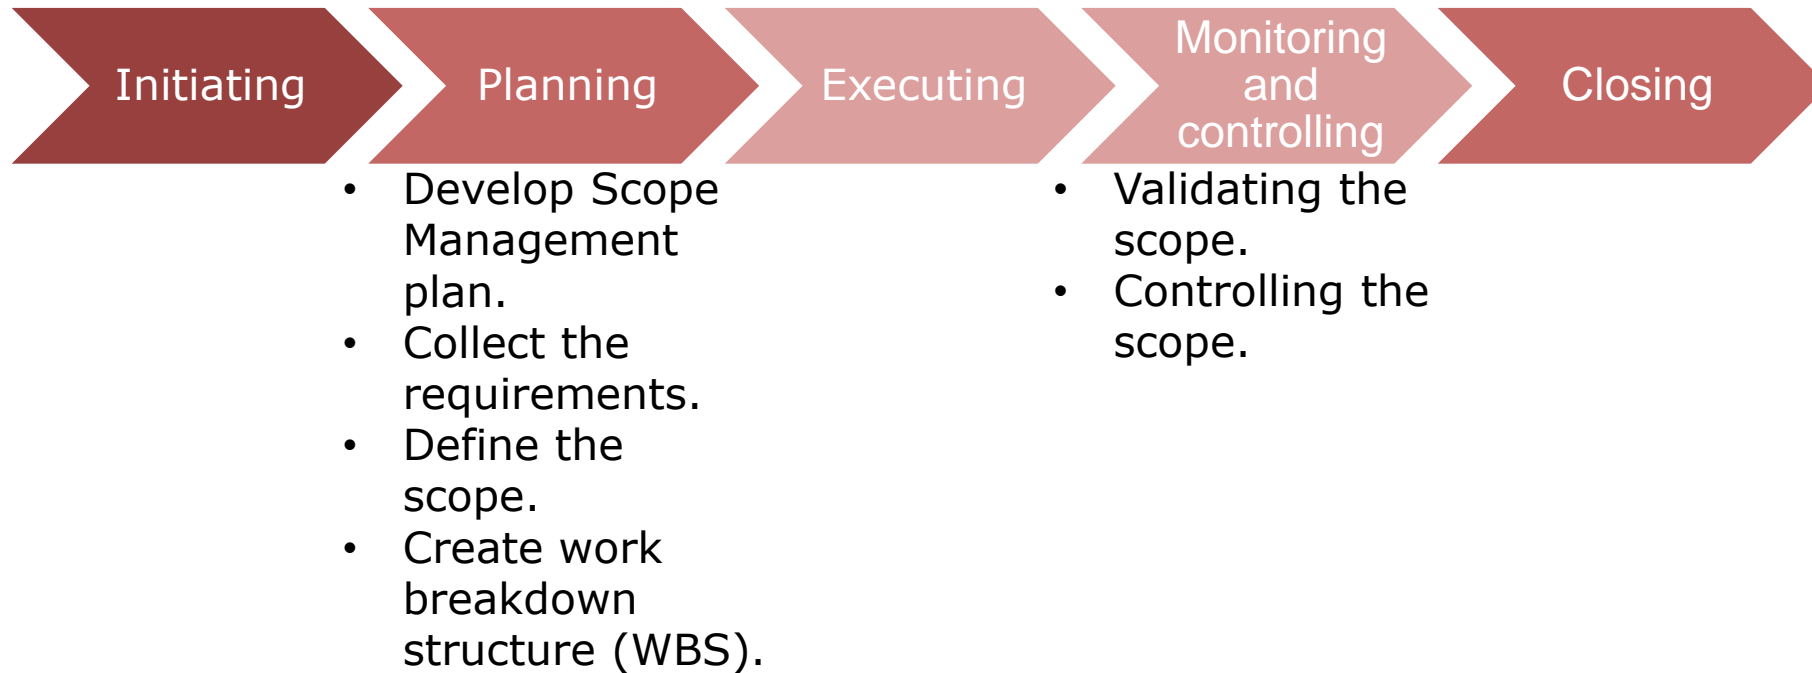 Initiating
Planning
Executing
Monitoring
and
controlling
Closing
• Develop Scope
Management
plan.
• Collect the
requirements.
• Define the
scope.
• Create work
breakdown
structure (WBS).
• Validating the
scope.
• Controlling the
scope.